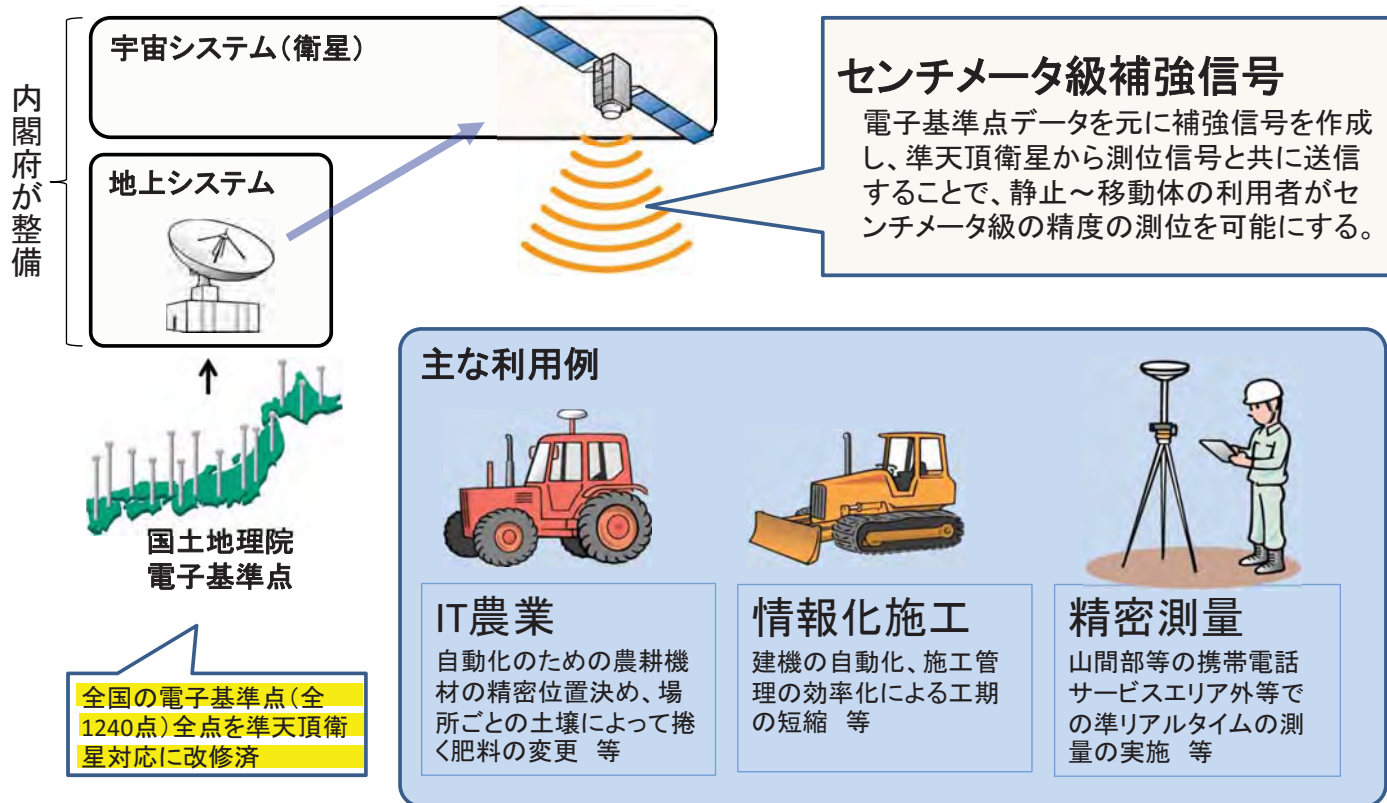 宇宙システム(衛星)
内閣府が整備
地上システム
センチメータ級補強信号
電子基準点データを元に補強信号を作成
し、準天頂衛星から測位信号と共に送信
することで、静止～移動体の利用者がセ
ンチメータ級の精度の測位を可能にする。
国土地理院
電子基準点
全国の電子基準点(全
1240点)全点を準天頂衛
星対応に改修済
主な利用例
IT農業
自動化のための農耕機
材の精密位置決め、場
所ごとの土壌によって捲
く肥料の変更　等
情報化施工
建機の自動化、施工管
理の効率化による工期
の短縮　等
精密測量
山間部等の携帯電話
サービスエリア外等で
の準リアルタイムの測
量の実施　等